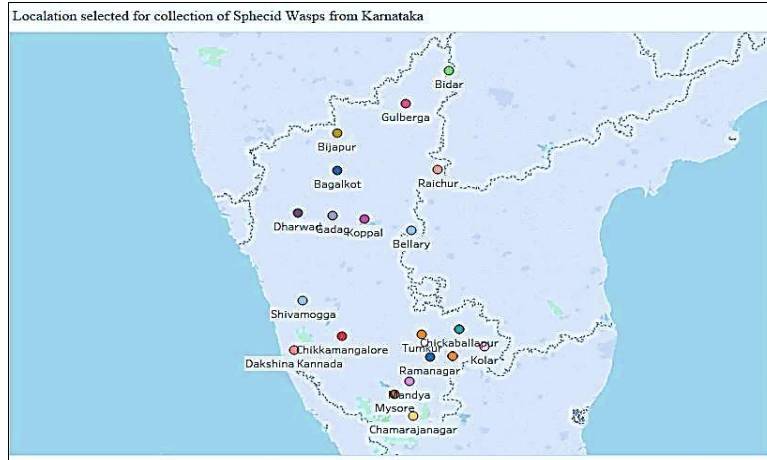 Localation selected for collection of Sphecid Wasps from Karnataka
Bidar
Gulberga
Bijapur
Bagalkot
Raichur
Dharwad
Gadag
Koppal
Bellary
Shivamogga
Chikkamangalore
Tumkur
Chickaballapur
Dakshina Kannada
Kolar
Ramanagar
Mandya
Mysore
Chamarajanagar